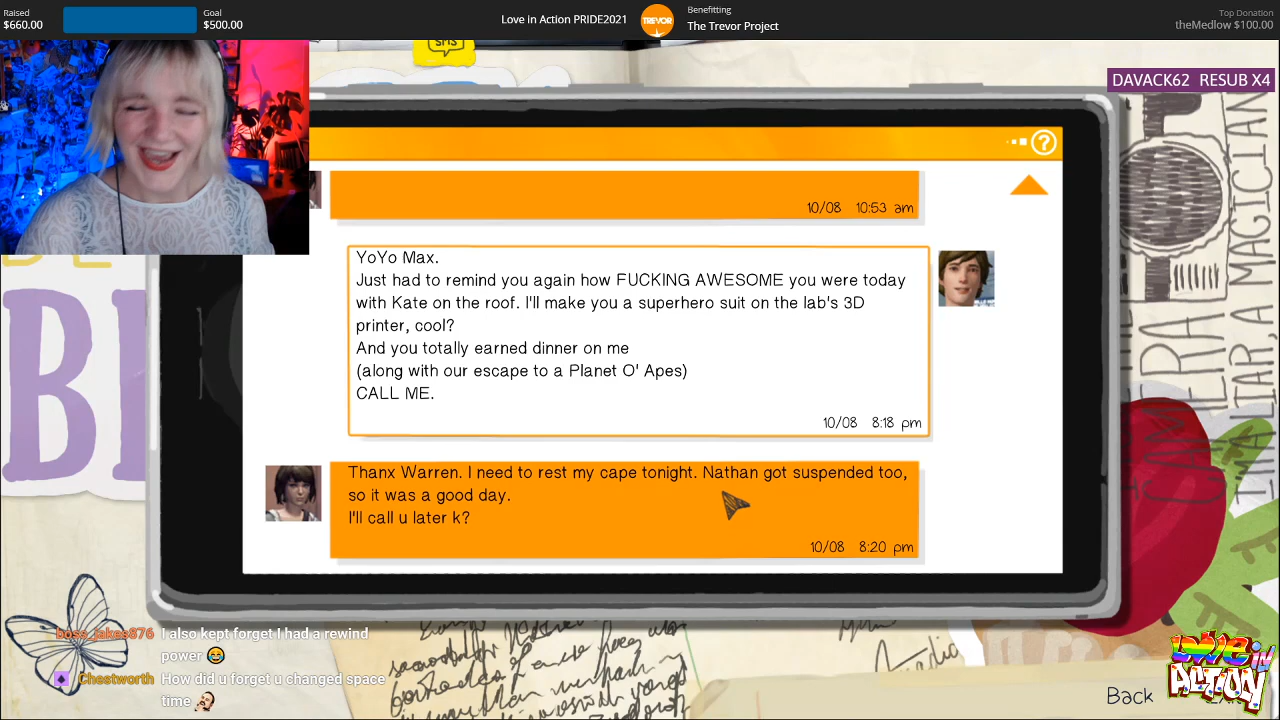 Raised
$660.00
Goal
$500.00
Love in Action PRIDE2021
TREVOR
Benefitting
The Trevor Project
Top Donation
theMedlow $100.00
SMS
DAVACK62 RESUB X4
?
10/08 10:53 am
YoYo Max.
Just had to remind you again how FUCKING AWESOME you were today
with Kate on the roof. I'll make you a superhero suit on the lab's 3D
printer, cool?
And you totally earned dinner on me
(along with our escape to a Planet O' Apes)
CALL ME.
10/08 8:18 pm
Thanx Warren. I need to rest my cape tonight. Nathan got suspended too,
so it was a good day.
I'll call u later k?
10/08 8:20 pm
boss_jakes876 I also kept forget I had a rewind
power
Chestworth How did u forget u changed space
time
Back
LOVE in
ACTION